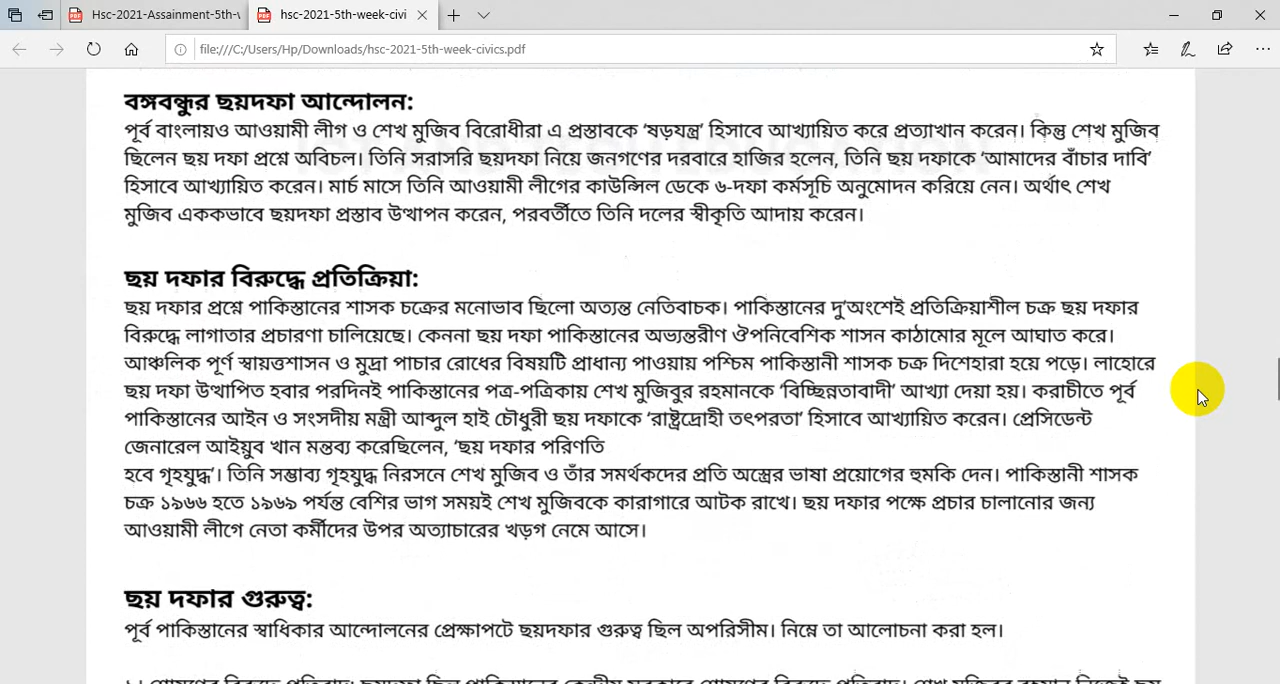 Hsc-2021-Assainment-5th-v
hsc-2021-5th-week-civi
file:///C:/Users/Hp/Downloads/hsc-2021-5th-week-civics.pdf
বঙ্গবন্ধুর ছয়দফা আন্দোলন:
পূর্ব বাংলায়ও আওয়ামী লীগ ও শেখ মুজিব বিরোধীরা এ প্রস্তাবকে ‘ষড়যন্ত্র’ হিসাবে আখ্যায়িত করে প্রত্যাখান করেন। কিন্তু শেখ মুজিব
ছিলেন ছয় দফা প্রশ্নে অবিচল। তিনি সরাসরি ছয়দফা নিয়ে জনগণের দরবারে হাজির হলেন, তিনি ছয় দফাকে ‘আমাদের বাঁচার দাবি’
হিসাবে আখ্যায়িত করেন। মার্চ মাসে তিনি আওয়ামী লীগের কাউন্সিল ডেকে ৬-দফা কর্মসূচি অনুমোদন করিয়ে নেন। অর্থাৎ শেখ
মুজিব এককভাবে ছয়দফা প্রস্তাব উত্থাপন করেন, পরবর্তীতে তিনি দলের স্বীকৃতি আদায় করেন।
ছয় দফার বিরুদ্ধে প্রতিক্রিয়া:
ছয় দফার প্রশ্নে পাকিস্তানের শাসক চক্রের মনোভাব ছিলো অত্যন্ত নেতিবাচক। পাকিস্তানের দু’অংশেই প্রতিক্রিয়াশীল চক্র ছয় দফার
বিরুদ্ধে লাগাতার প্রচারণা চালিয়েছে। কেননা ছয় দফা পাকিস্তানের অভ্যন্তরীণ ঔপনিবেশিক শাসন কাঠামোর মূলে আঘাত করে।
আঞ্চলিক পূর্ণ স্বায়ত্তশাসন ও মুদ্রা পাচার রোধের বিষয়টি প্রাধান্য পাওয়ায় পশ্চিম পাকিস্তানী শাসক চক্র দিশেহারা হয়ে পড়ে। লাহোরে
ছয় দফা উত্থাপিত হবার পরদিনই পাকিস্তানের পত্র-পত্রিকায় শেখ মুজিবুর রহমানকে ‘বিচ্ছিন্নতাবাদী’ আখ্যা দেয়া হয়। করাচীতে পূর্ব
পাকিস্তানের আইন ও সংসদীয় মন্ত্রী আব্দুল হাই চৌধুরী ছয় দফাকে ‘রাষ্ট্রদ্রোহী তৎপরতা’ হিসাবে আখ্যায়িত করেন। প্রেসিডেন্ট
জেনারেল আইয়ুব খান মন্তব্য করেছিলেন, ‘ছয় দফার পরিণতি
হবে গৃহযুদ্ধ’। তিনি সম্ভাব্য গৃহযুদ্ধ নিরসনে শেখ মুজিব ও তাঁর সমর্থকদের প্রতি অস্ত্রের ভাষা প্রয়োগের হুমকি দেন। পাকিস্তানী শাসক
চক্র ১৯৬৬ হতে ১৯৬৯ পর্যন্ত বেশির ভাগ সময়ই শেখ মুজিবকে কারাগারে আটক রাখে। ছয় দফার পক্ষে প্রচার চালানোর জন্য
আওয়ামী লীগে নেতা কর্মীদের উপর অত্যাচারের খড়গ নেমে আসে।
ছয় দফার গুরুত্ব:
পূর্ব পাকিস্তানের স্বাধিকার আন্দোলনের প্রেক্ষাপটে ছয়দফার গুরুত্ব ছিল অপরিসীম। নিম্নে তা আলোচনা করা হল।